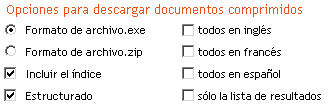 Opciones para descargar documentos comprimidos
Formato de archivo.exe
todos en inglés
Formato de archivo.zip
todos en francés
Incluir el índice
todos en español
Estructurado
sólo la lista de resultados